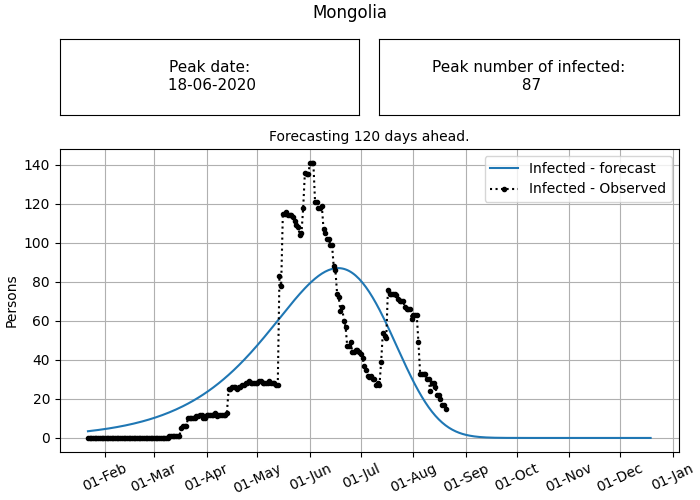 Mongolia
Peak date:
18-06-2020
Peak number of infected:
87
Forecasting 120 days ahead.
Infected - forecast
Infected - Observed
Persons
140
120
100
80
60
40
20
0
01-Feb
01-Mar
01-Apr
01-May
01-Jun
01-Jul
01-Aug
01-Sep
01-Oct
01-Nov
01-Dec
01-Jan